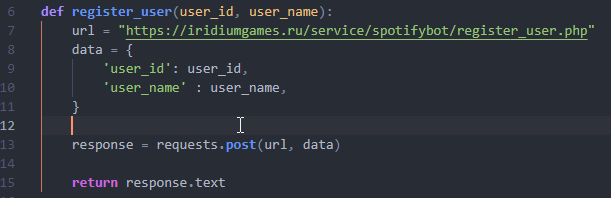 6 def register_user(user_id, user_name):
7 url = "https://iridiumgames.ru/service/spotifybot/register_user.php"
8 data = {
9 'user_id': user_id,
10 'user_name' : user_name,
11 }
12
13 response = requests.post(url, data)
14
15 return response.text